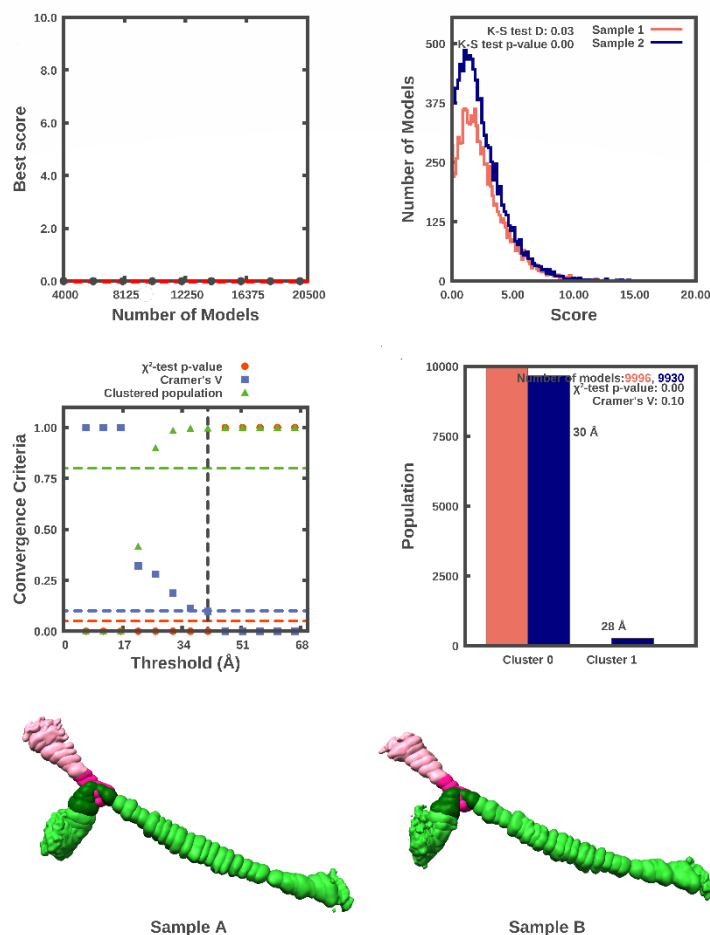 10.0
8.0
6.0
4.0
2.0
0.0
Best score
4000 8125 12250 16375 20500
Number of Models
K-S test D: 0.03
K-S test p-value 0.00
Sample 1
Sample 2
500
375
250
125
0
Number of Models
0.00 5.00 10.00 15.00 20.00
Score
χ²-test p-value
Cramer's V
Clustered population
1.00
0.75
0.50
0.25
0.00
Convergence Criteria
0 17 34 51 68
Threshold (Å)
10000
7500
5000
2500
0
Population
Number of models:9996, 9930
χ²-test p-value: 0.00
Cramer's V: 0.10
30 Å
28 Å
Cluster 0 Cluster 1
Sample A Sample B